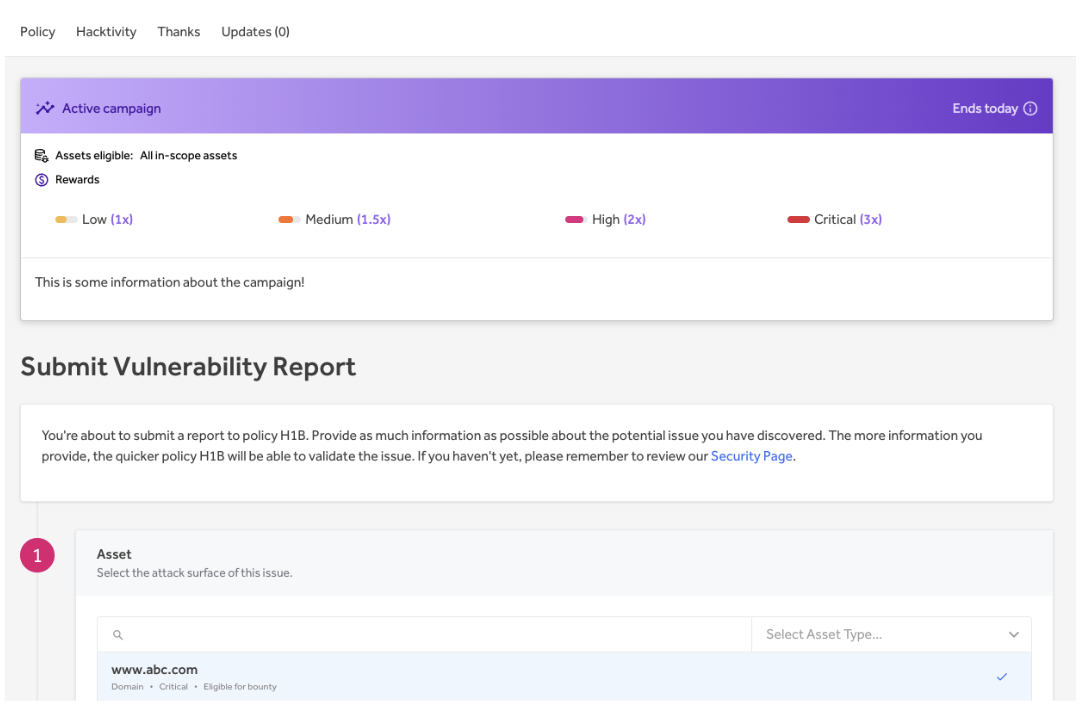 Policy Hacktivity Thanks Updates (0)
Active campaign Ends today
Assets eligible: All in-scope assets
Rewards
Low (1x) Medium (1.5x) High (2x) Critical (3x)
This is some information about the campaign!
Submit Vulnerability Report
You're about to submit a report to policy H1B. Provide as much information as possible about the potential issue you have discovered. The more information you
provide, the quicker policy H1B will be able to validate the issue. If you haven't yet, please remember to review our Security Page.
1
Asset
Select the attack surface of this issue.
Select Asset Type...
www.abc.com
Domain • Critical • Eligible for bounty